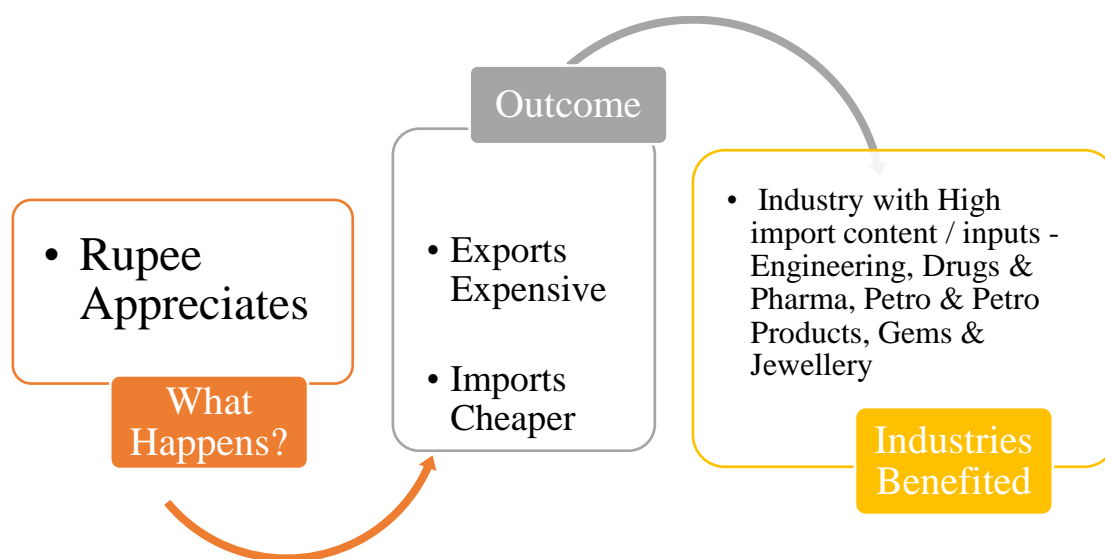 • Rupee
Appreciates
What
Happens?
Outcome
• Exports
Expensive
• Imports
Cheaper
• Industry with High
import content / inputs -
Engineering, Drugs &
Pharma, Petro & Petro
Products, Gems &
Jewellery
Industries
Benefited